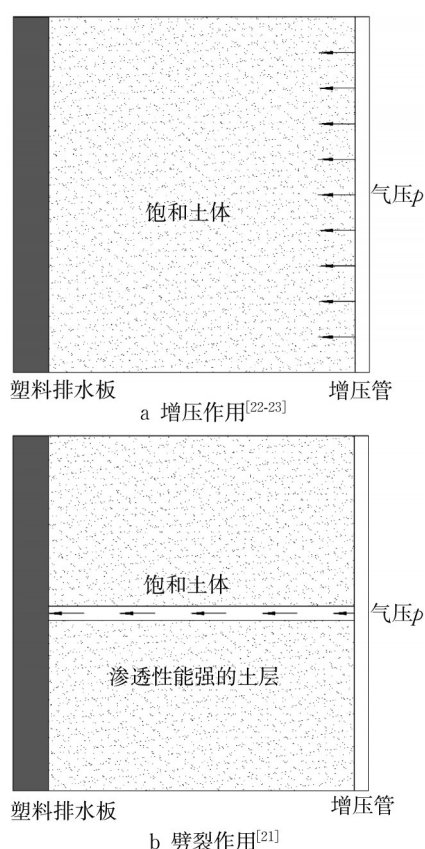 饱和土体
气压p
塑料排水板
增压管
a 增压作用[22-23]
饱和土体
气压p
渗透性能强的土层
塑料排水板
增压管
b 劈裂作用[21]